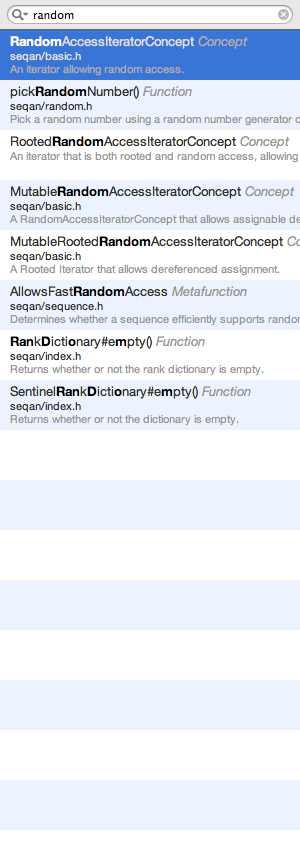 random
RandomAccessIteratorConcept Concept
seqan/basic.h
An iterator allowing random access.
pickRandomNumber() Function
seqan/random.h
Pick a random number using a random number generator
RootedRandomAccessIteratorConcept Concept
An iterator that is both rooted and random access, allowing
MutableRandomAccessIteratorConcept Concept
seqan/basic.h
A RandomAccessIteratorConcept that allows assignable
MutableRootedRandomAccessIteratorConcept
seqan/basic.h
A Rooted Iterator that allows dereferenced assignment.
AllowsFastRandomAccess Metafunction
seqan/sequence.h
Determines whether a sequence efficiently supports
RankDictionary#empty() Function
seqan/index.h
Returns whether or not the rank dictionary is empty.
SentinelRankDictionary#empty() Function
seqan/index.h
Returns whether or not the dictionary is empty.